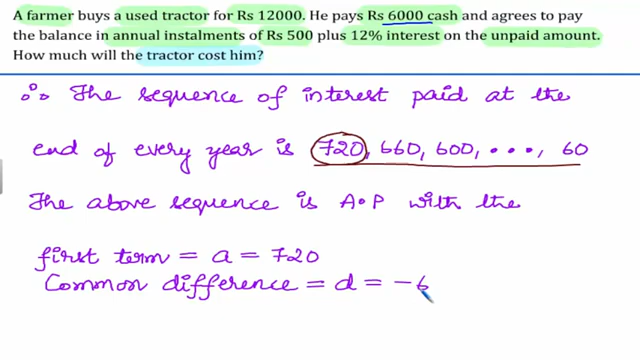 A farmer buys a used tractor for Rs 12000. He pays Rs 6000 cash and agrees to pay
the balance in annual instalments of Rs 500 plus 12% interest on the unpaid amount.
How much will the tractor cost him?
∴ The sequence of interest paid at the
end of every year is 720, 660, 600, ..., 60
The above sequence is A.P with the
first term = a = 720
Common difference = d = -6